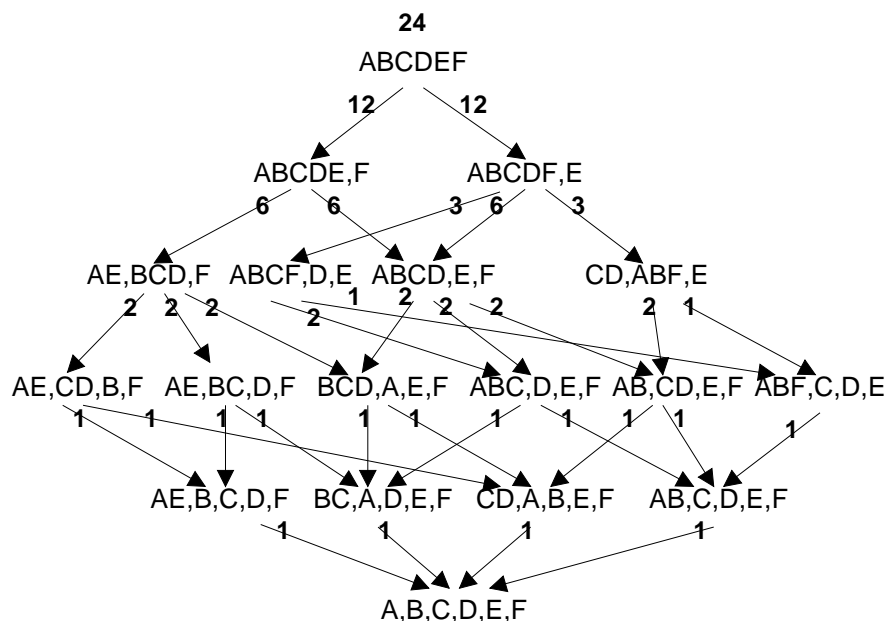 24
ABCDEF
12 12
ABCDE,F ABCDF,E
6 6 3 6 3
AE,BCD,F ABCF,D,E ABCD,E,F CD,ABF,E
2 2 2 2 1 2 2 2 2 1
AE,CD,B,F AE,BC,D,F BCD,A,E,F ABC,D,E,F AB,CD,E,F ABF,C,D,E
1 1 1 1 1 1 1 1 1 1 1
AE,B,C,D,F BC,A,D,E,F CD,A,B,E,F AB,C,D,E,F
1 1 1 1
A,B,C,D,E,F